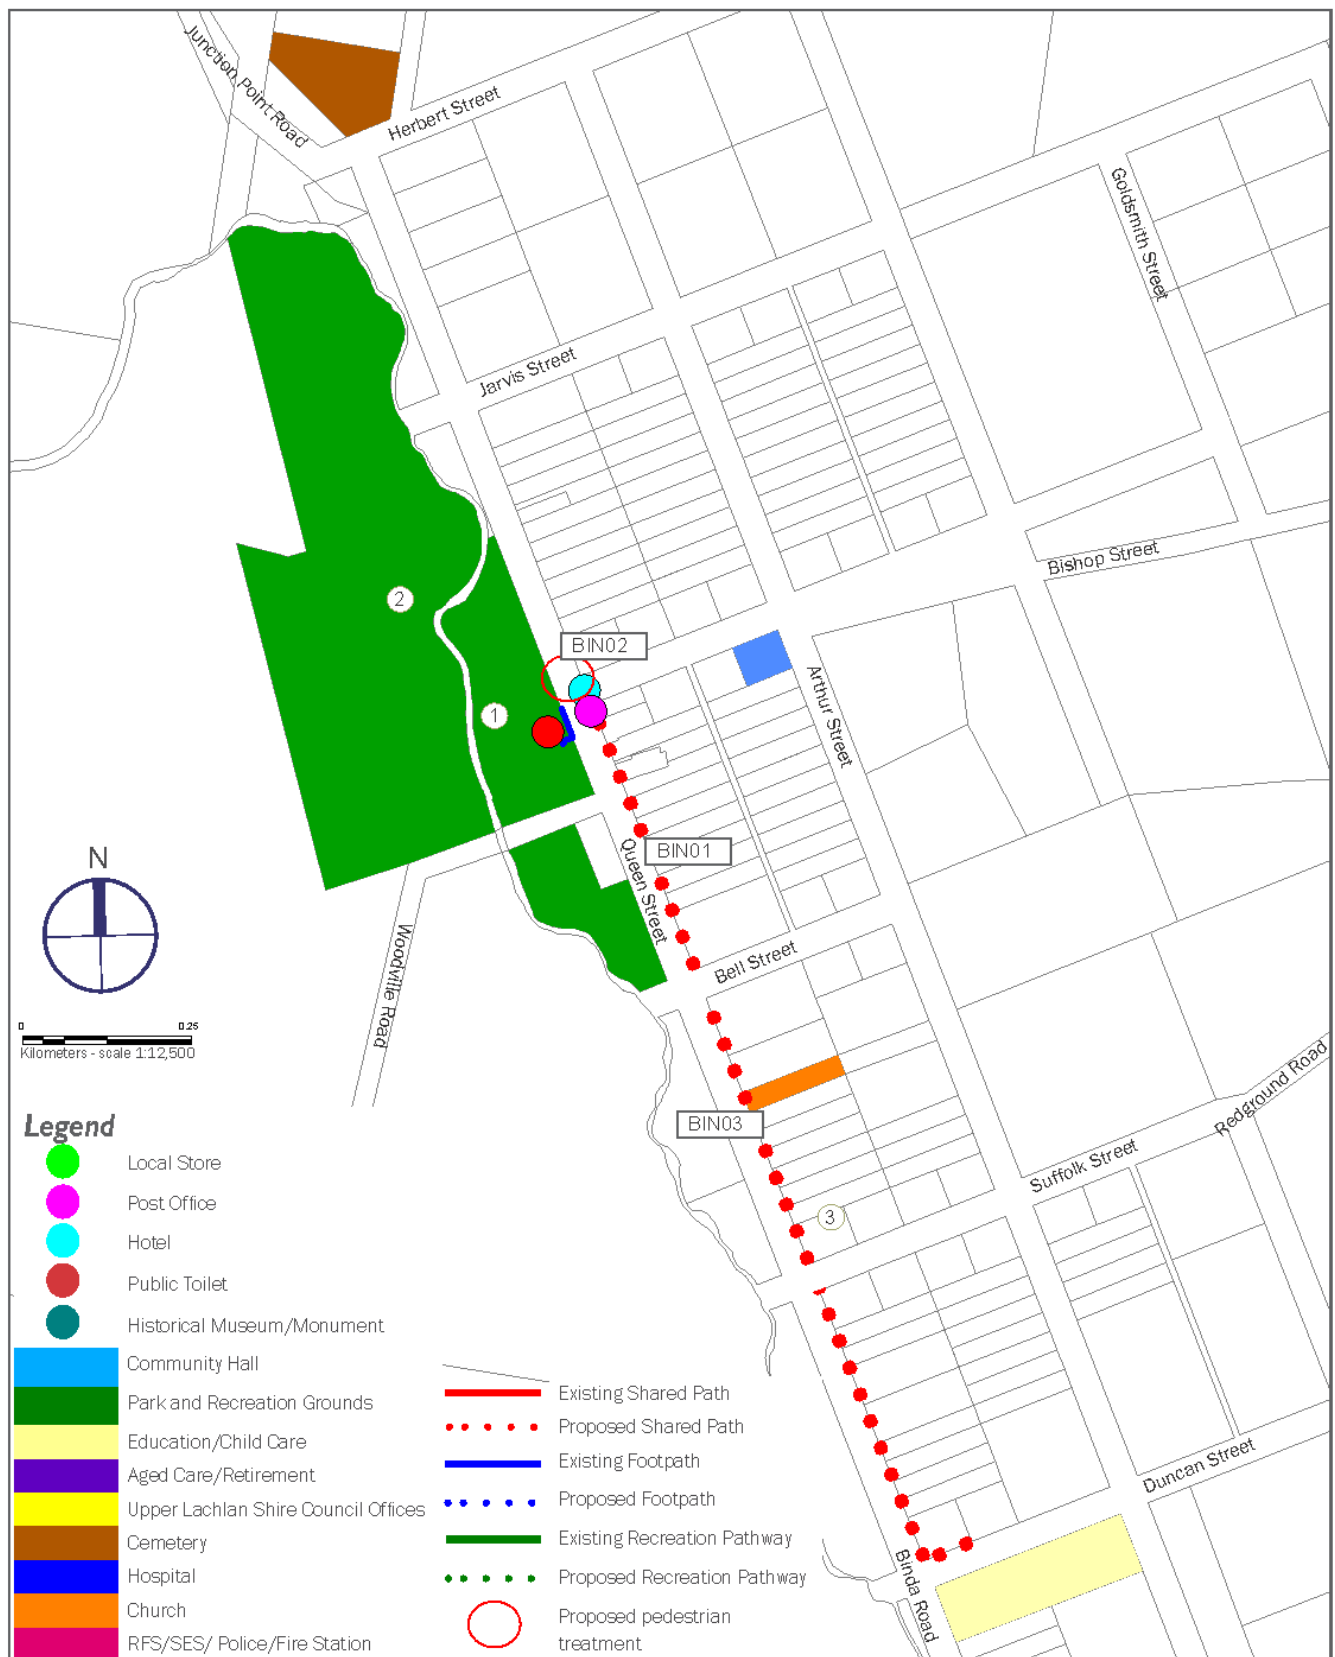 Junction Point Road
Herbert Street
Goldsmith Street
Jarvis Street
Bishop Street
2
BIN02
1
Arthur Street
BIN01
Queen Street
N
Woodville Road
Bell Street
0 0.25
Kilometers - scale 1:12,500
Redground Road
BIN03
Suffolk Street
3
Duncan Street
Binda Road
Legend
Local Store
Post Office
Hotel
Public Toilet
Historical Museum/Monument
Community Hall
Park and Recreation Grounds
Education/Child Care
Aged Care/Retirement
Upper Lachlan Shire Council Offices
Cemetery
Hospital
Church
RFS/SES/ Police/Fire Station
Existing Shared Path
Proposed Shared Path
Existing Footpath
Proposed Footpath
Existing Recreation Pathway
Proposed Recreation Pathway
Proposed pedestrian
treatment